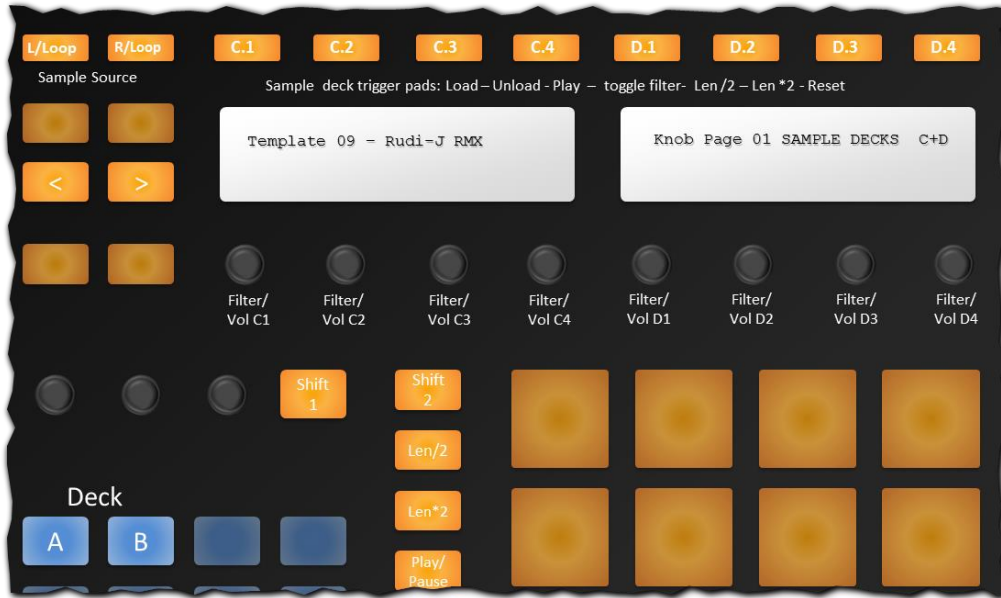 L/Loop R/Loop C.1 C.2 C.3 C.4 D.1 D.2 D.3 D.4
Sample Source
Sample deck trigger pads: Load – Unload - Play – toggle filter- Len /2 – Len *2 - Reset
Template 09 – Rudi-J RMX
Knob Page 01 SAMPLE DECKS C+D
< >
Filter/ Filter/ Filter/ Filter/ Filter/ Filter/ Filter/ Filter/
Vol C1 Vol C2 Vol C3 Vol C4 Vol D1 Vol D2 Vol D3 Vol D4
Shift
1
Shift
2
Len/2
Deck
Len*2
A B
Play/
Pause